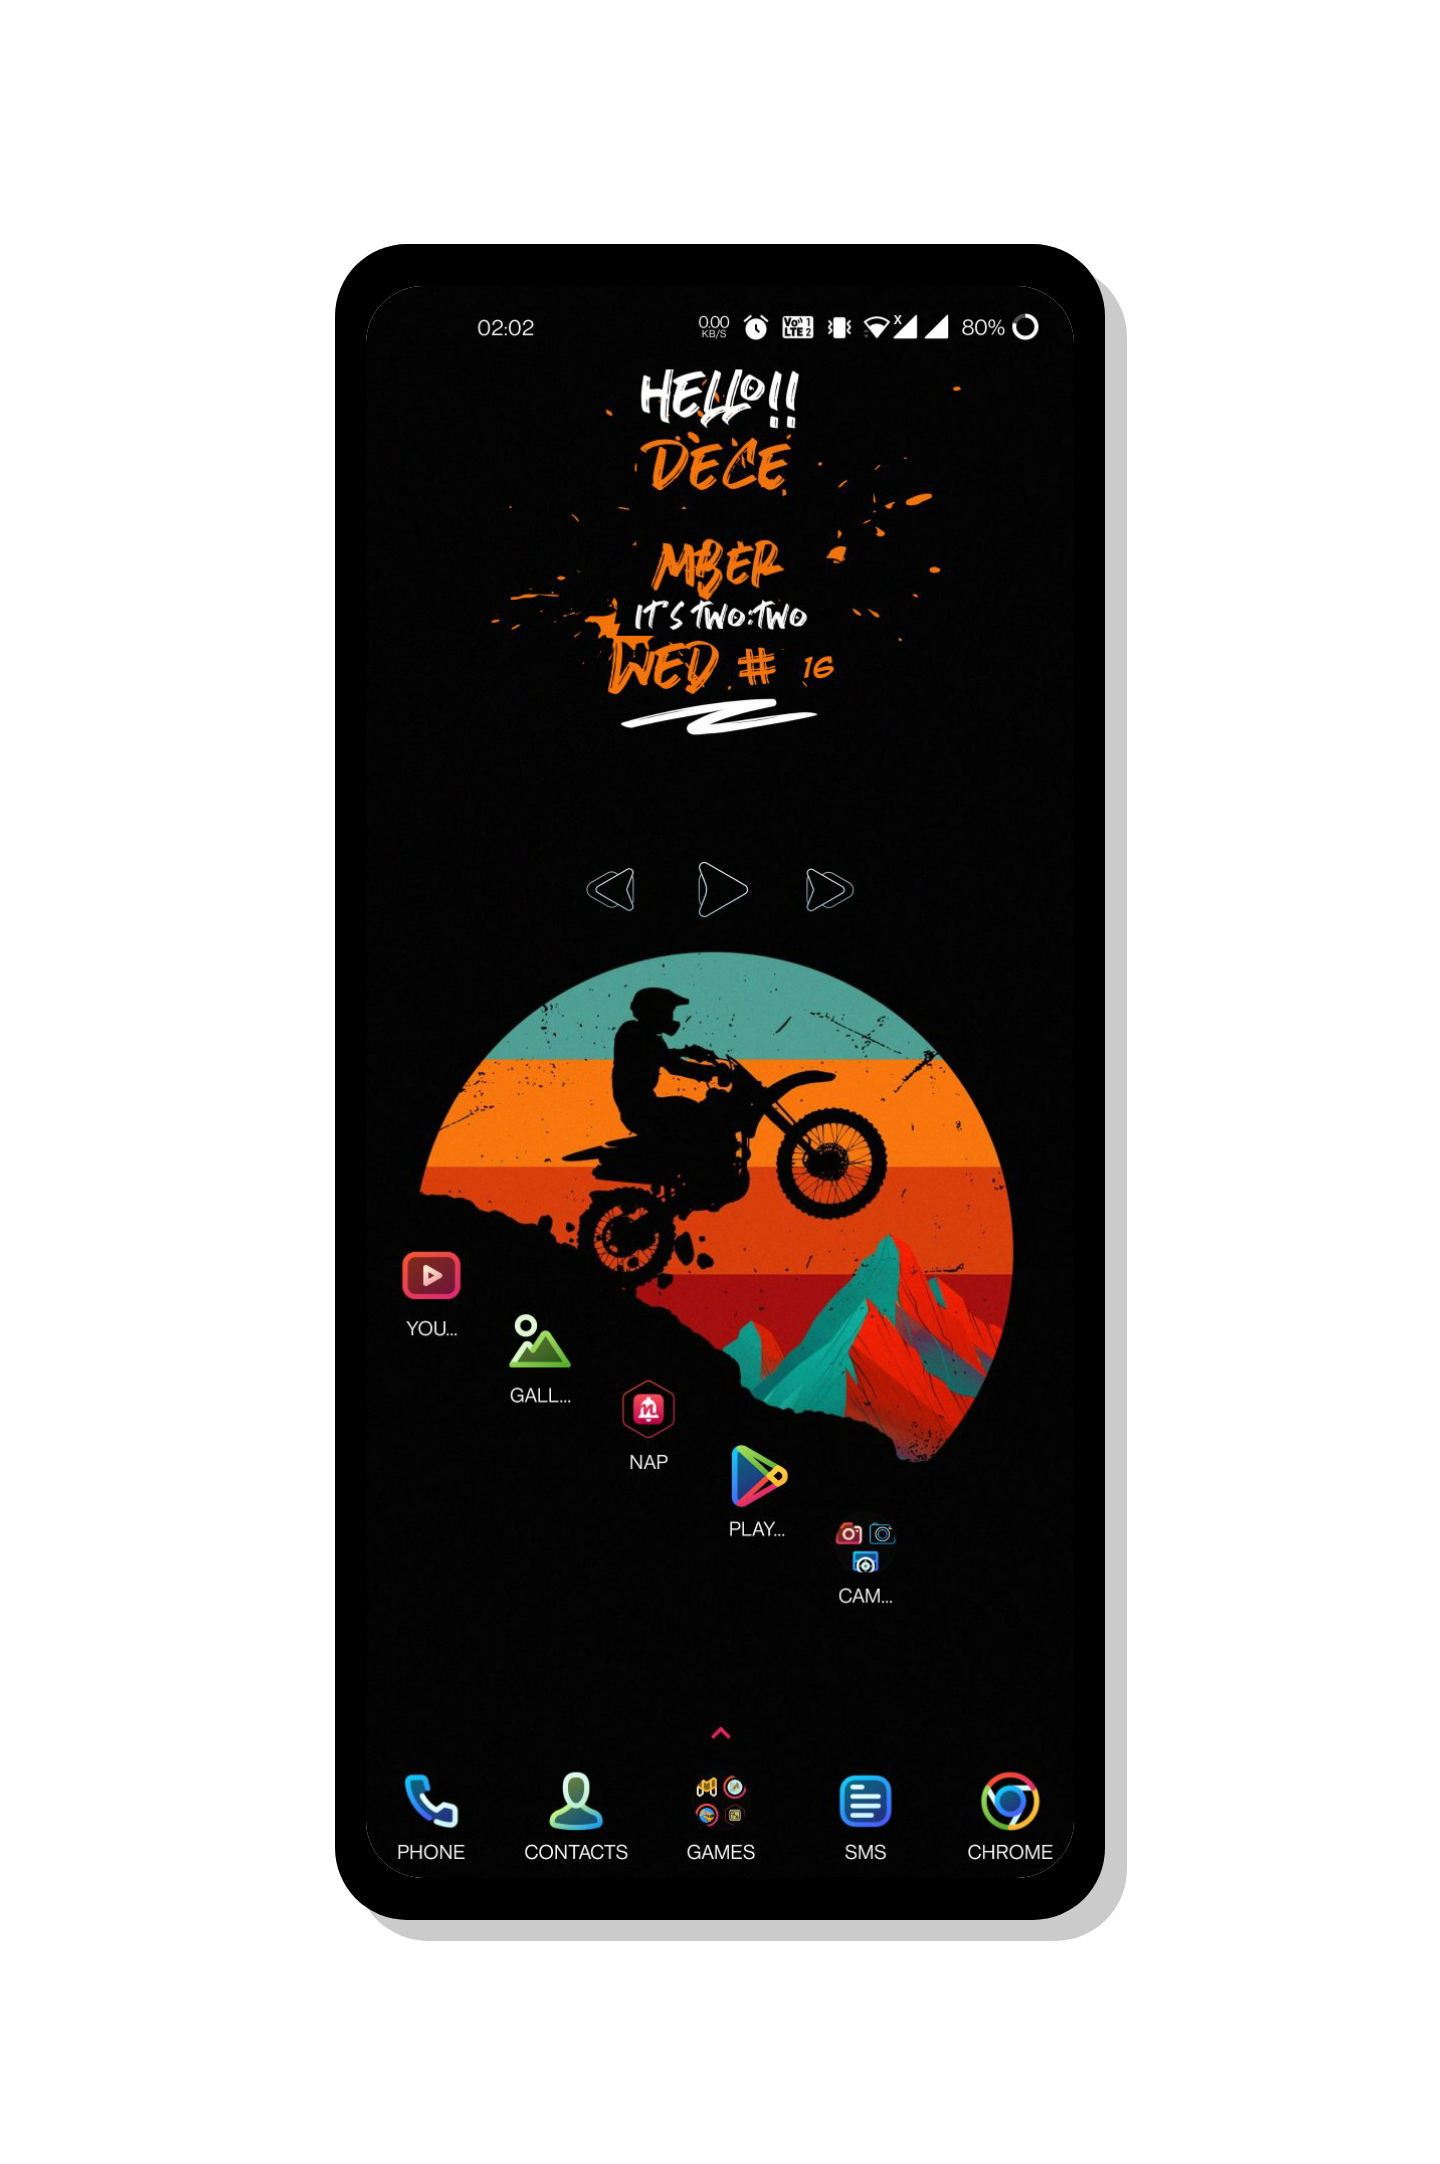 02:02 0.00 KB/S Vo)) 1 LTE 2 X 80%
HELLO!!
DECE
MBER
IT'S TWO:TWO
WED # 16
YOU...
GALL...
NAP
PLAY...
CAM...
PHONE CONTACTS GAMES SMS CHROME